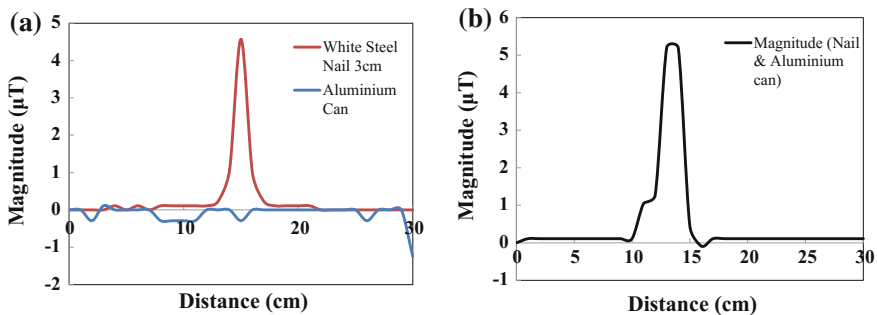 (a)
5
4
3
2
1
0
-1
-2
Magnitude (µT)
0
10
20
30
Distance (cm)
White Steel
Nail 3cm
Aluminium
Can
(b)
6
5
4
3
2
1
0
-1
Magnitude (µT)
0
5
10
15
20
25
30
Distance (cm)
Magnitude (Nail
& Aluminium
can)